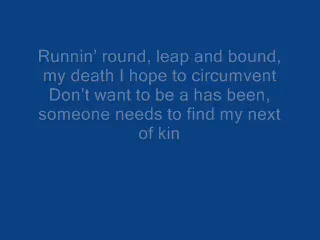 Runnin’ round, leap and bound,
my death I hope to circumvent
Don’t want to be a has been,
someone needs to find my next
of kin